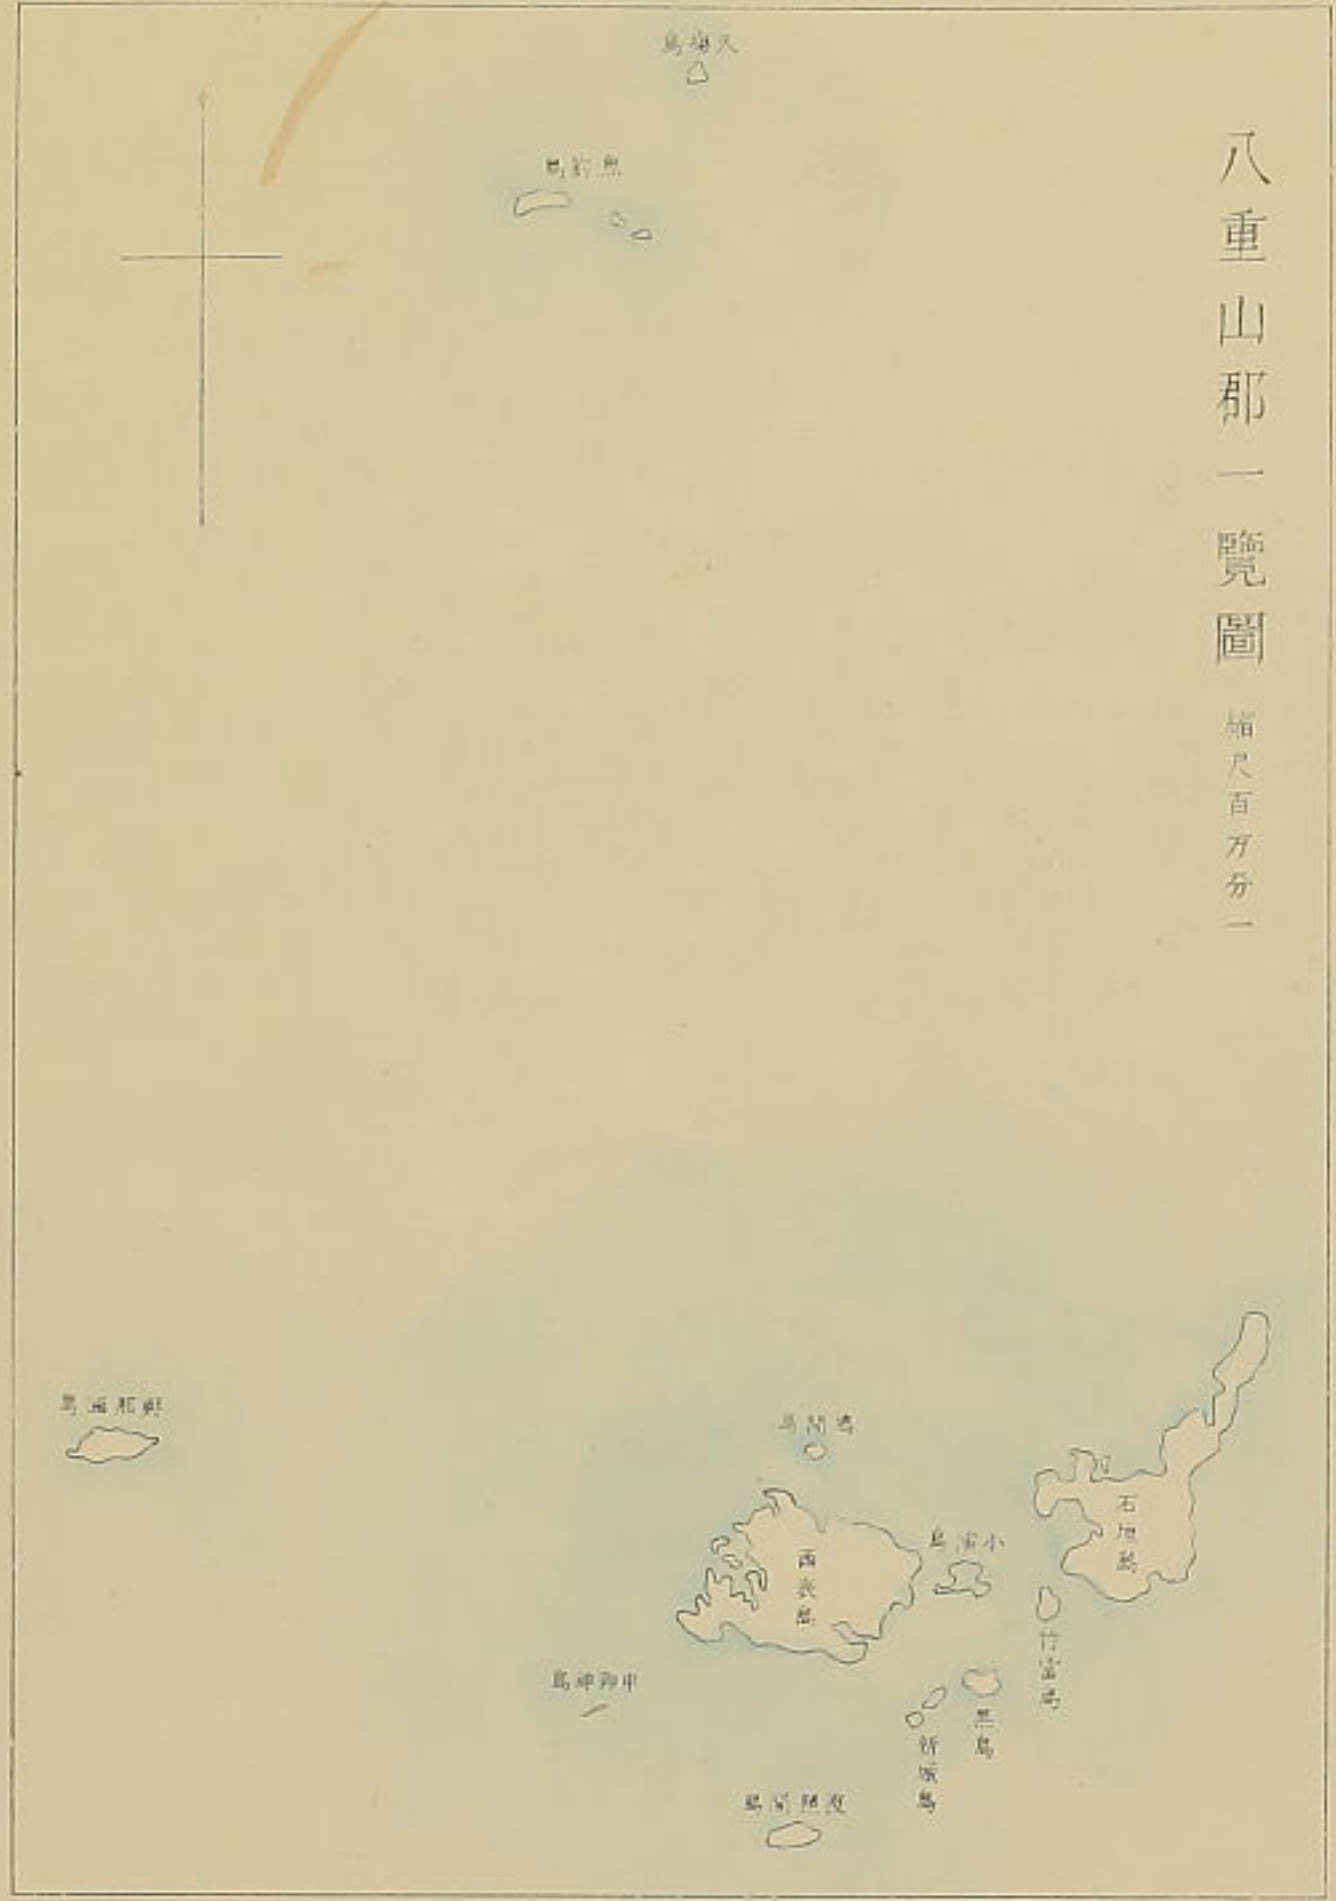 八重山郡一覽圖
縮尺百万分一
久場島
魚釣島
與那國島
鳩間島
石垣島
西表島
小濱島
竹富島
中御神島
黒島
新城島
波照間島